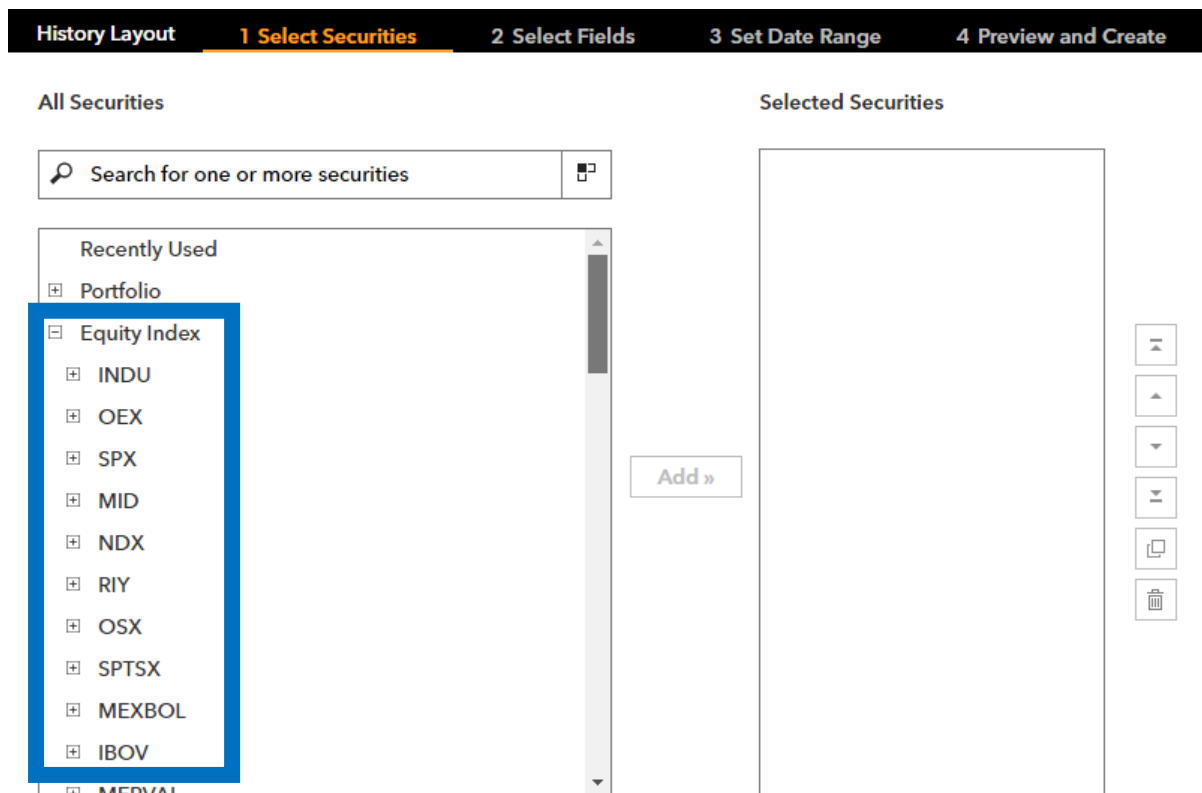 History Layout 1 Select Securities 2 Select Fields 3 Set Date Range 4 Preview and Create
All Securities
Selected Securities
Search for one or more securities
Recently Used
Portfolio
Equity Index
INDU
OEX
SPX
MID
NDX
RIY
OSX
SPTSX
MEXBOL
IBOV
MERVAL
Add »